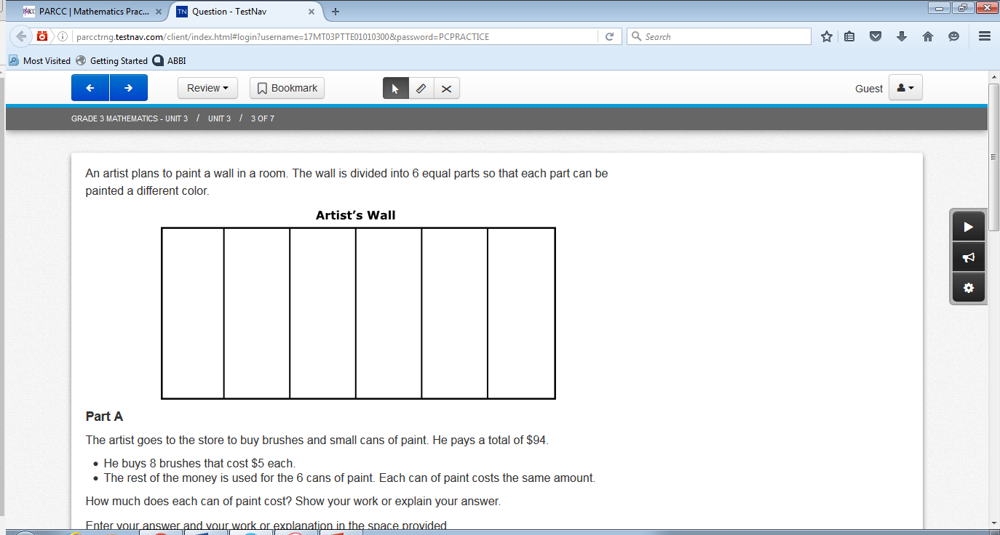 PARCC | Mathematics Prac...
TN Question - TestNav
parcctrng.testnav.com/client/index.html#login?username=17MT03PTTE01010300&password=PCPRACTICE
Search
Most Visited Getting Started ABBI
Review Bookmark
Guest
GRADE 3 MATHEMATICS - UNIT 3 / UNIT 3 / 3 OF 7
An artist plans to paint a wall in a room. The wall is divided into 6 equal parts so that each part can be
painted a different color.
Artist's Wall
Part A
The artist goes to the store to buy brushes and small cans of paint. He pays a total of $94.
• He buys 8 brushes that cost $5 each.
• The rest of the money is used for the 6 cans of paint. Each can of paint costs the same amount.
How much does each can of paint cost? Show your work or explain your answer.
Enter your answer and your work or explanation in the space provided